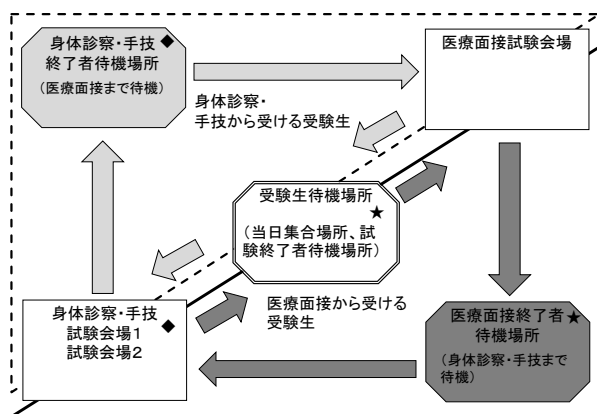 身体診察・手技◆
終了者待機場所
(医療面接まで待機)
医療面接試験会場
身体診察・
手技から受ける受験生
受験生待機場所
★
(当日集合場所、試
験終了者待機場所)
身体診察・手技
試験会場1 ◆
試験会場2
医療面接から受ける
受験生
医療面接終了者★
待機場所
(身体診察・手技まで
待機)